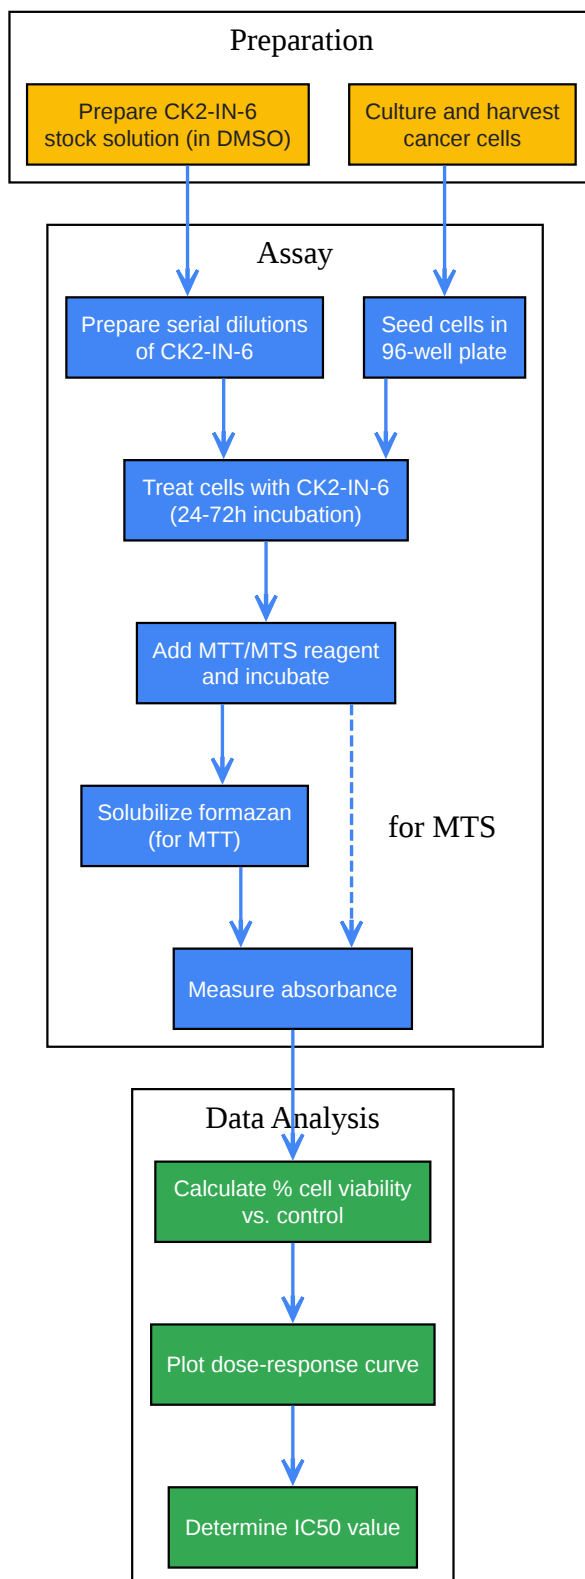 Preparation
Prepare CK2-IN-6
stock solution (in DMSO)
Culture and harvest
cancer cells
Assay
Prepare serial dilutions
of CK2-IN-6
Seed cells in
96-well plate
Treat cells with CK2-IN-6
(24-72h incubation)
Add MTT/MTS reagent
and incubate
Solubilize formazan
(for MTT)
for MTS
Measure absorbance
Data Analysis
Calculate % cell viability
vs. control
Plot dose-response curve
Determine IC50 value